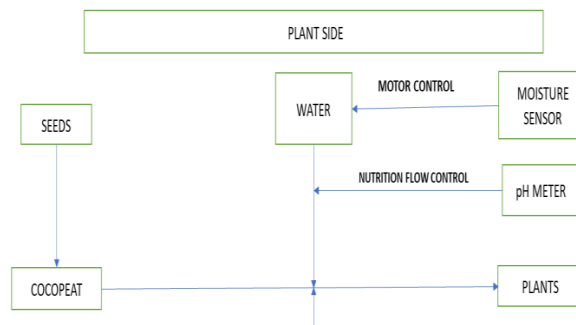 PLANT SIDE
MOTOR CONTROL
MOISTURE
SENSOR
WATER
SEEDS
NUTRITION FLOW CONTROL
pH METER
COCOPEAT
PLANTS